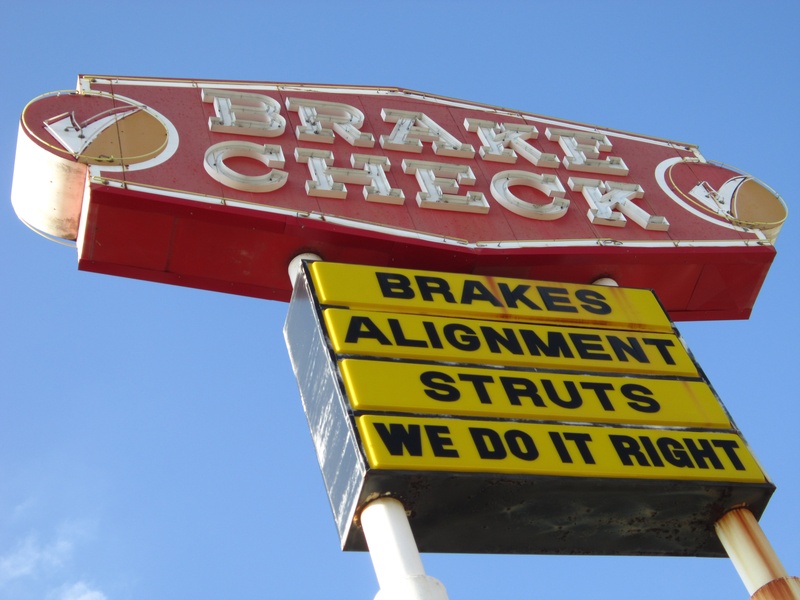 BRAKE
CHECK
BRAKES
ALIGNMENT
STRUTS
WE DO IT RIGHT